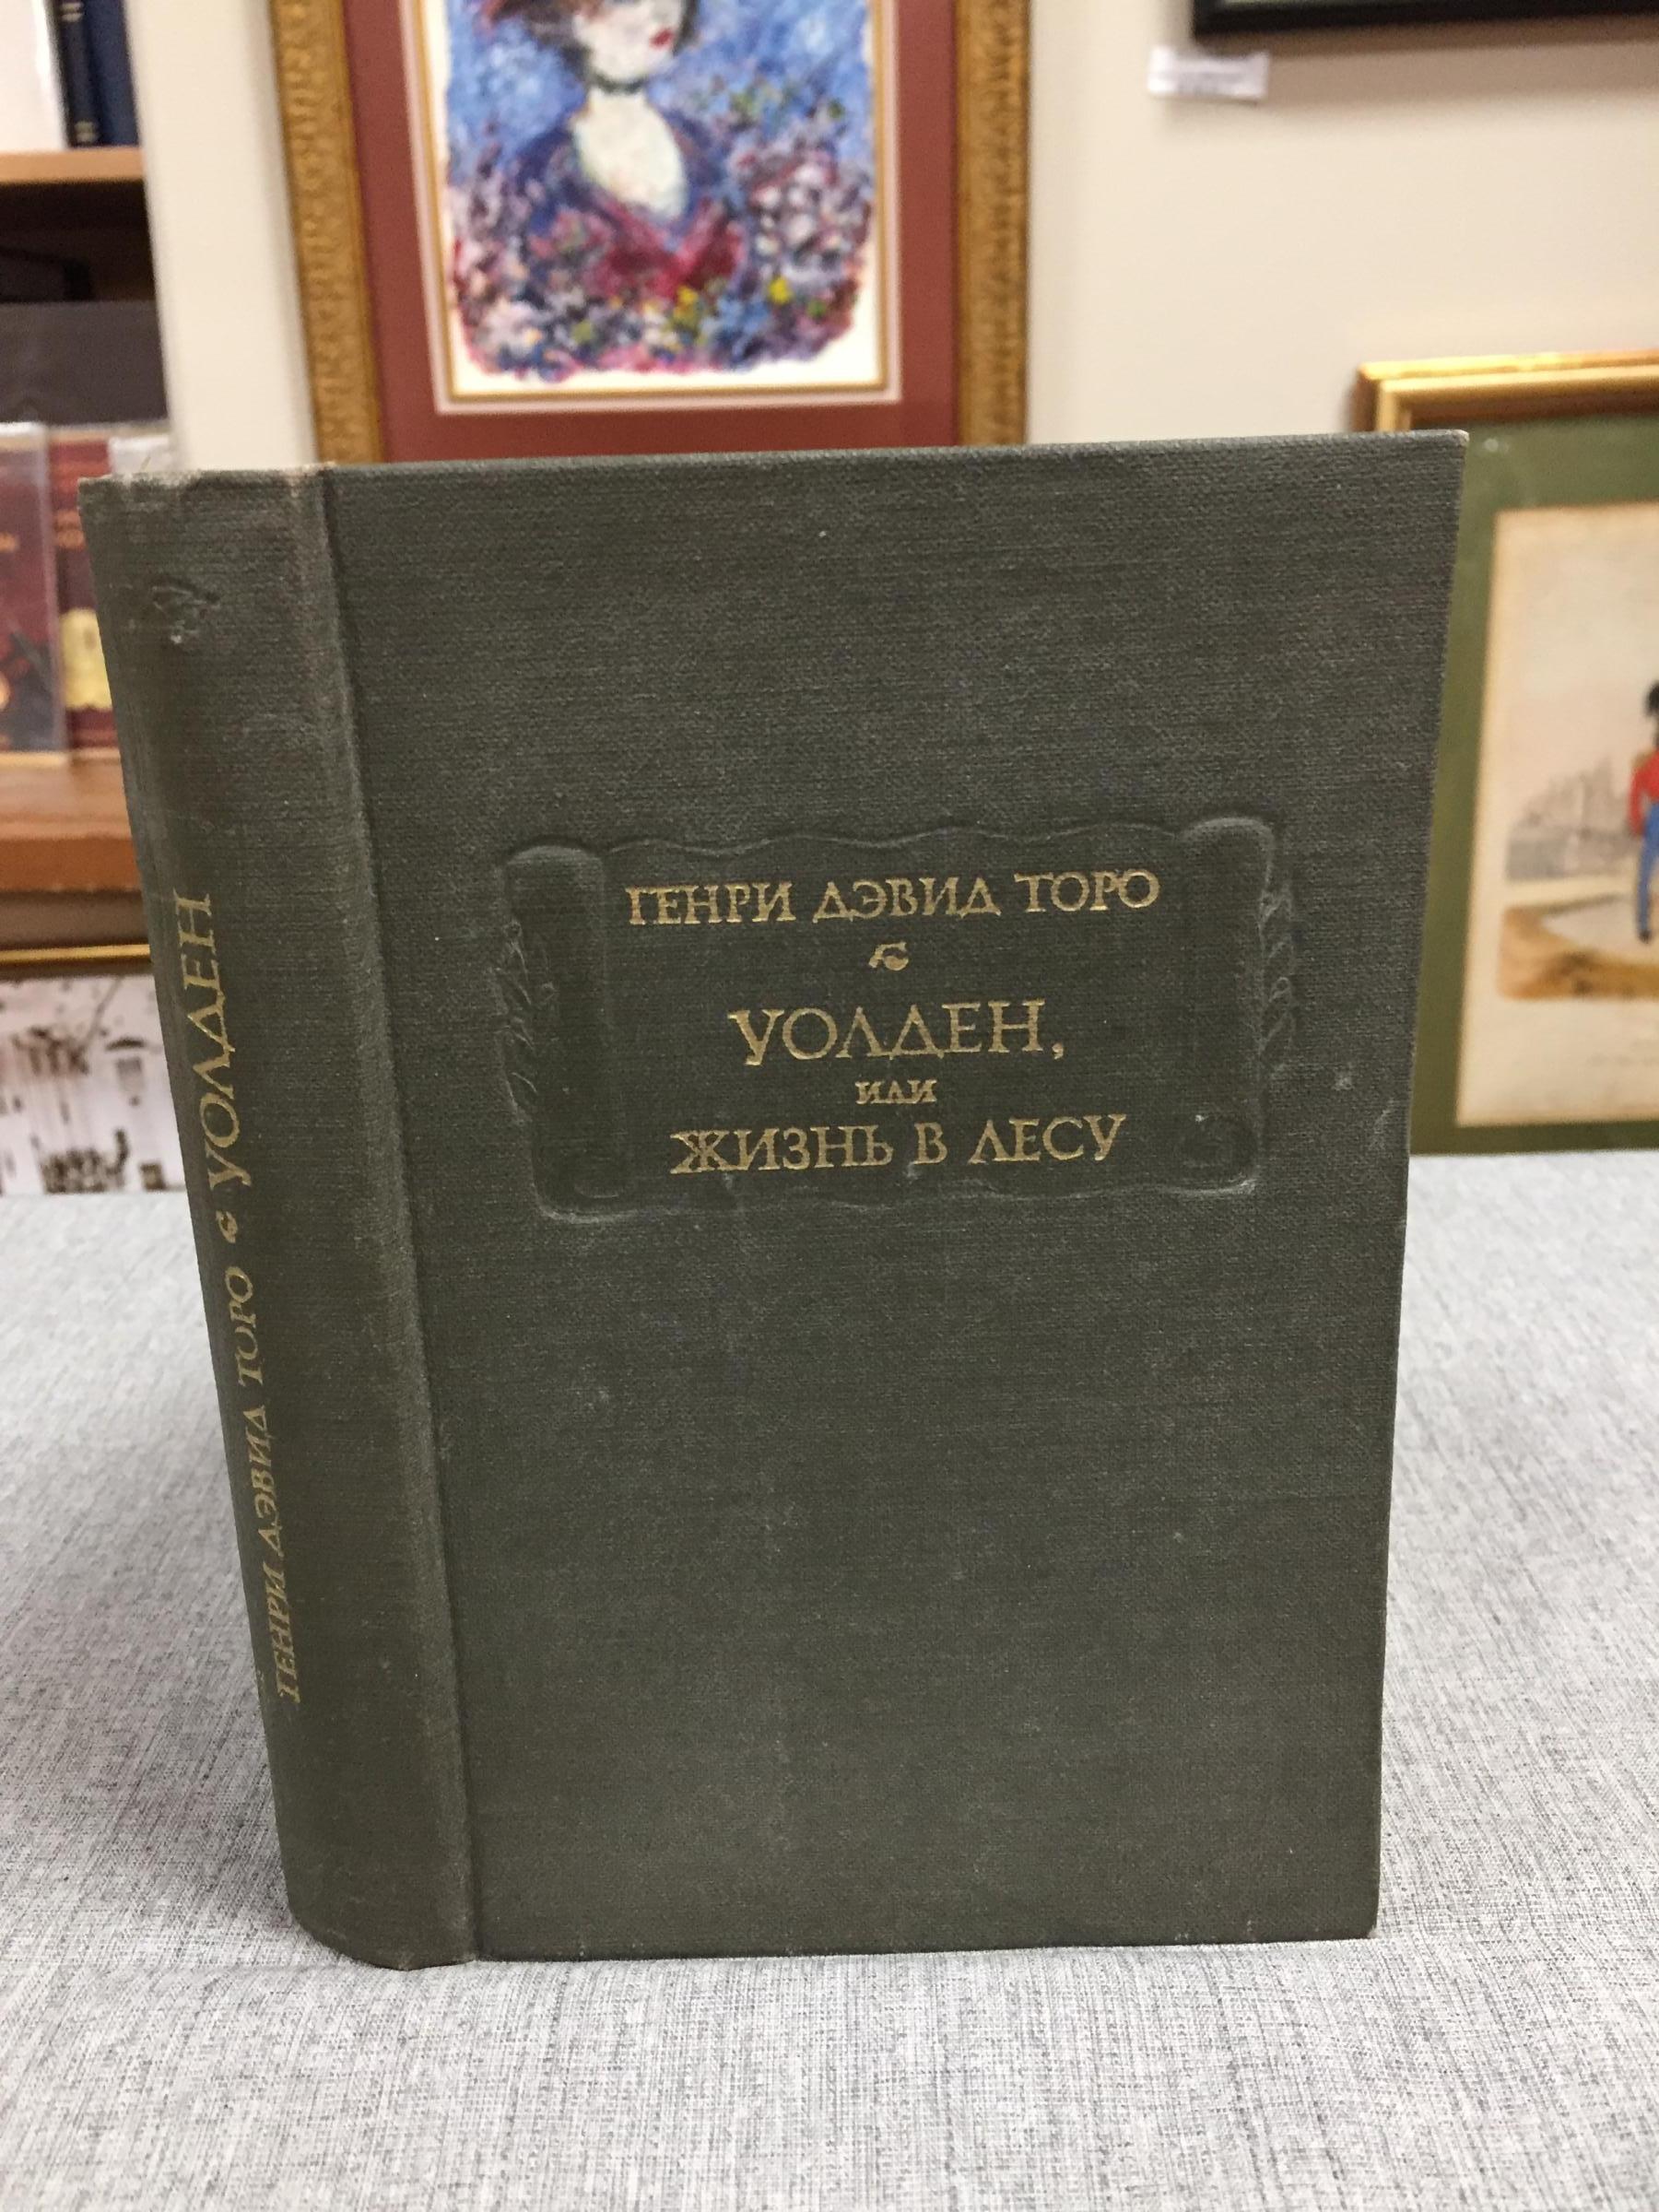 ГЕНРИ ДЭВИД ТОРО
УОЛДЕН,
ИЛИ
ЖИЗНЬ В ЛЕСУ
ГЕНРИ ДЭВИД ТОРО УОЛДЕН